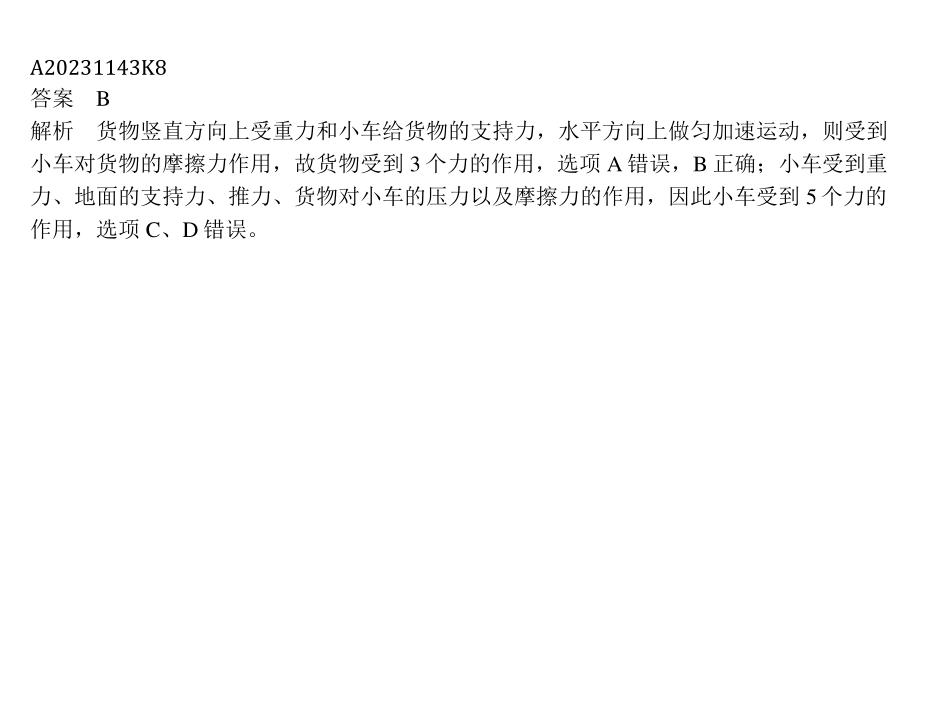 A20231143K8
答案　B
解析　货物竖直方向上受重力和小车给货物的支持力，水平方向上做匀加速运动，则受到
小车对货物的摩擦力作用，故货物受到 3 个力的作用，选项 A 错误，B 正确；小车受到重
力、地面的支持力、推力、货物对小车的压力以及摩擦力的作用，因此小车受到 5 个力的
作用，选项 C、D 错误。